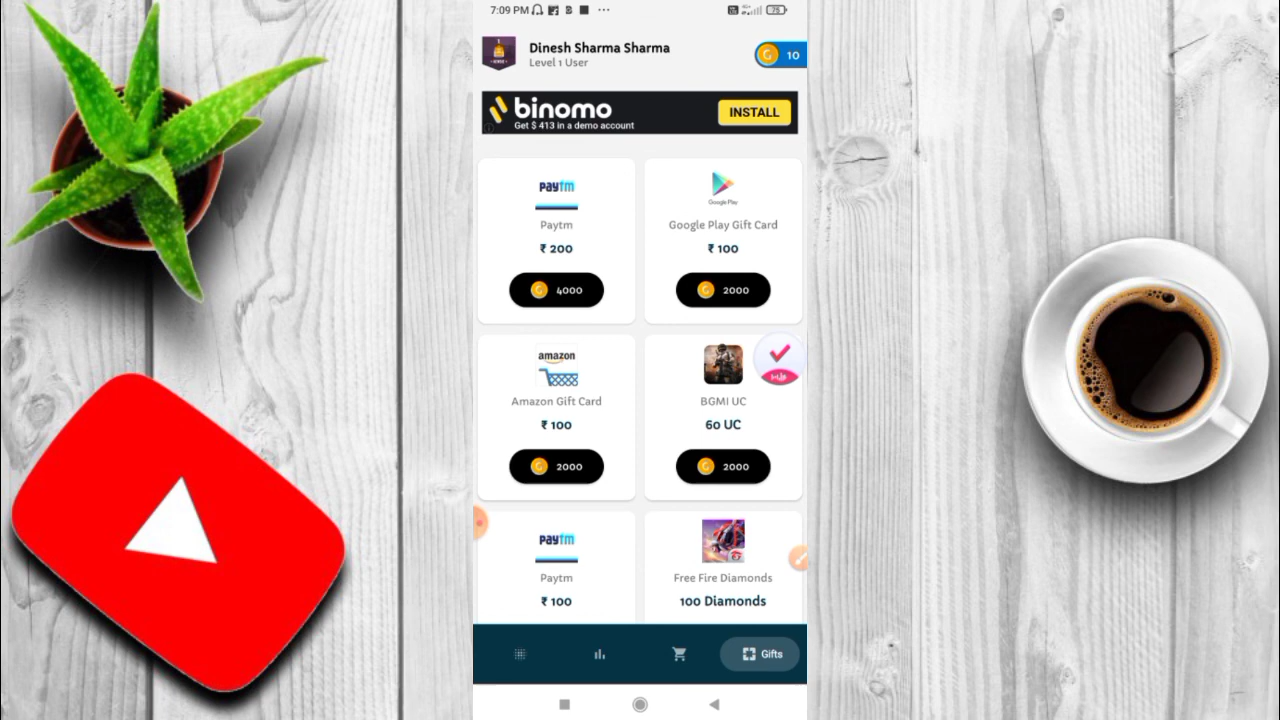 7:09 PM
75
Dinesh Sharma Sharma
Level 1 User
10
binomo
Get $ 413 in a demo account
INSTALL
paytm
Paytm
₹ 200
4000
Google Play
Google Play Gift Card
₹ 100
2000
amazon
Amazon Gift Card
₹ 100
2000
BGMI UC
60 UC
2000
paytm
Paytm
₹ 100
Free Fire Diamonds
100 Diamonds
Gifts